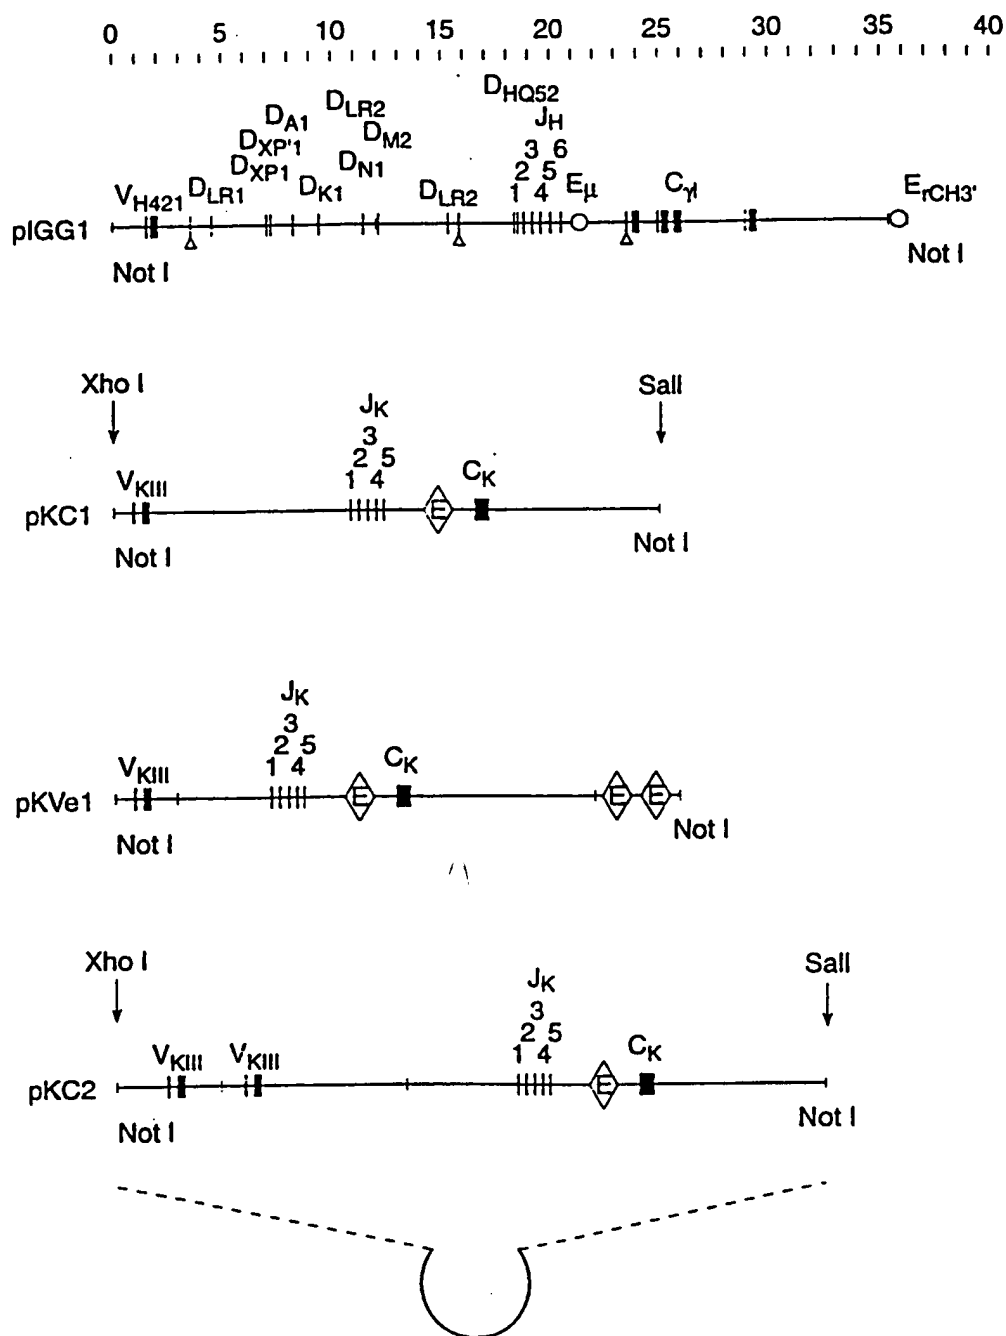 0 5 10 15 20 25 30 35 40
DHQ52
DLR2
DA1
JH
DM2
DXP'1
3 6
DN1
DXP1
2 5
VH421 DLR1 DK1 DLR2 1 4 Eμ CγI ErCH3'
pIGG1
Not I Not I
Xho I SalI
JK
3
2 5
VKIII 1 4 E CK
pKC1
Not I Not I
JK
3
2 5
VKIII 1 4 E CK E E
pKVe1
Not I Not I
Xho I SalI
JK
3
2 5
VKIII VKIII 1 4 E CK
pKC2
Not I Not I